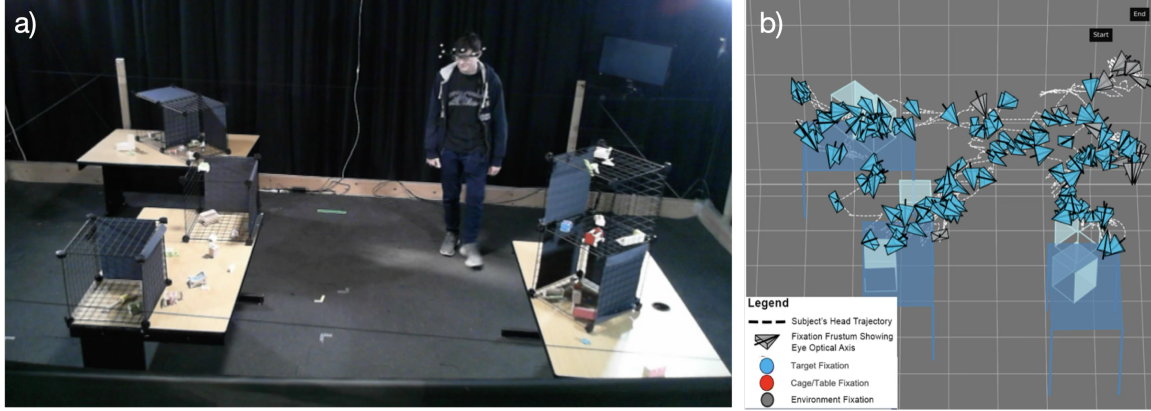 a)
b)
End
Start
Legend
Subject's Head Trajectory
Fixation Frustum Showing
Eye Optical Axis
Target Fixation
Cage/Table Fixation
Environment Fixation